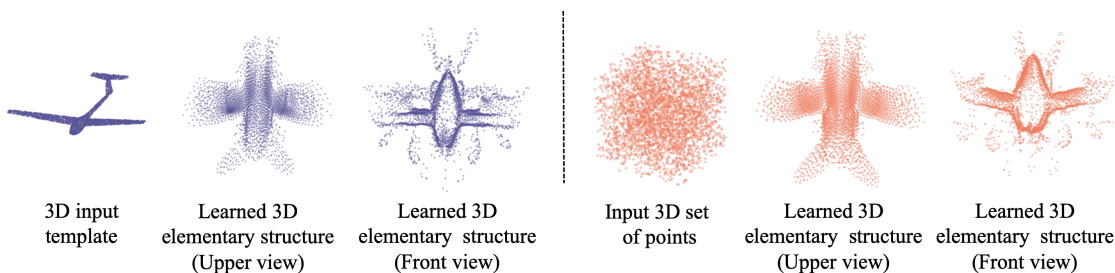 3D input
template
Learned 3D
elementary structure
(Upper view)
Learned 3D
elementary structure
(Front view)
Input 3D set
of points
Learned 3D
elementary structure
(Upper view)
Learned 3D
elementary structure
(Front view)